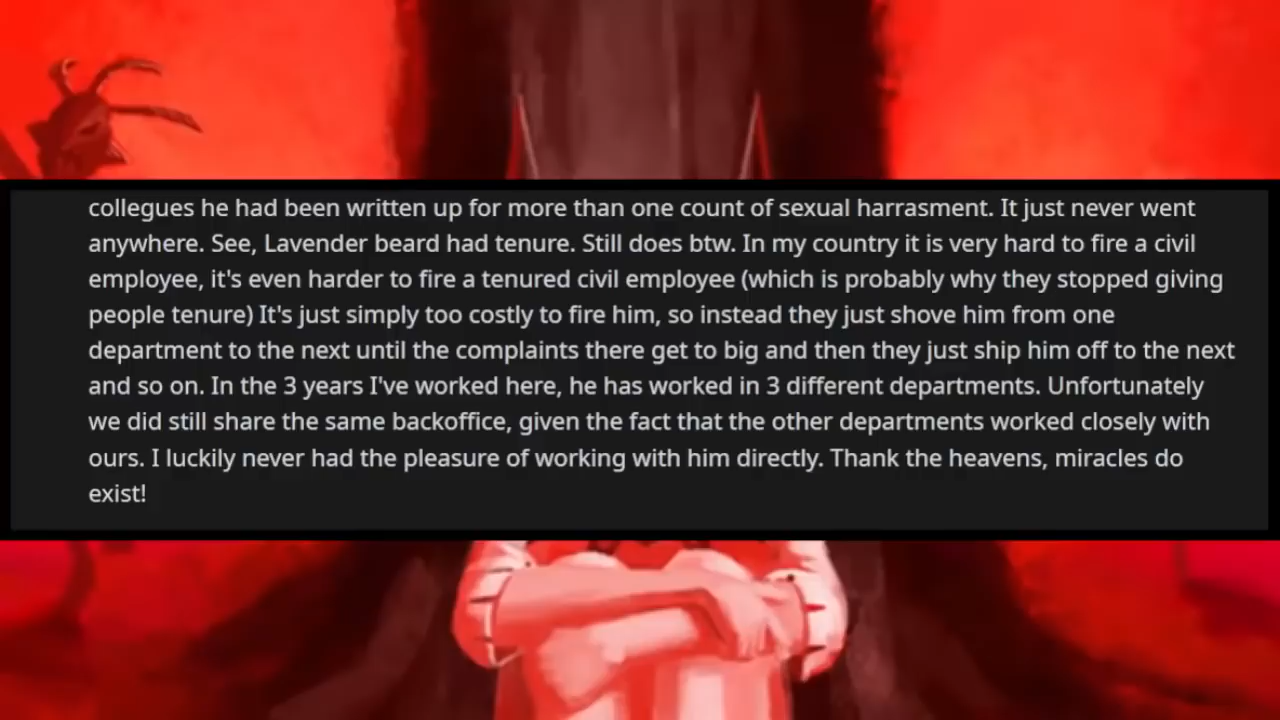 collegues he had been written up for more than one count of sexual harrasment. It just never went
anywhere. See, Lavender beard had tenure. Still does btw. In my country it is very hard to fire a civil
employee, it's even harder to fire a tenured civil employee (which is probably why they stopped giving
people tenure) It's just simply too costly to fire him, so instead they just shove him from one
department to the next until the complaints there get to big and then they just ship him off to the next
and so on. In the 3 years I've worked here, he has worked in 3 different departments. Unfortunately
we did still share the same backoffice, given the fact that the other departments worked closely with
ours. I luckily never had the pleasure of working with him directly. Thank the heavens, miracles do
exist!